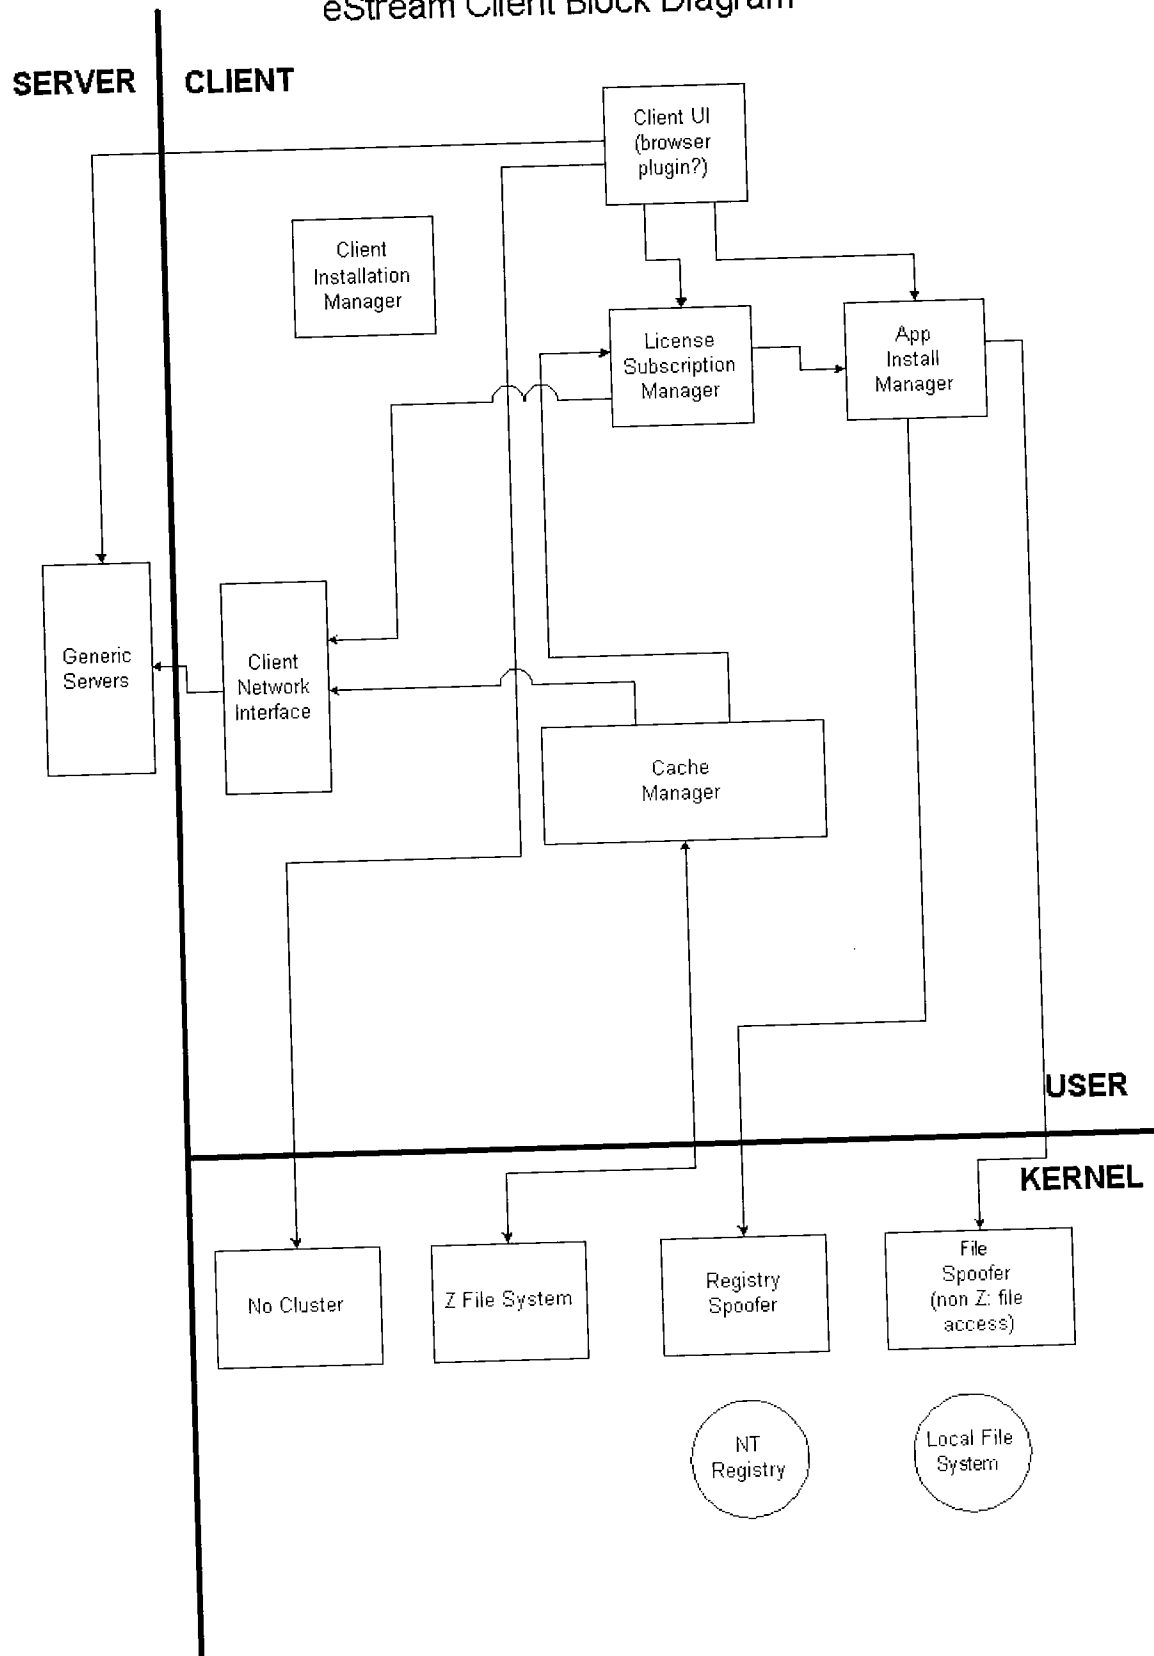 eStream Client Block Diagram
SERVER
CLIENT
Client UI
(browser
plugin?)
Client
Installation
Manager
License
Subscription
Manager
App
Install
Manager
Generic
Servers
Client
Network
Interface
Cache
Manager
USER
KERNEL
No Cluster
Z File System
Registry
Spoofer
File
Spoofer
(non Z: file
access)
NT
Registry
Local File
System